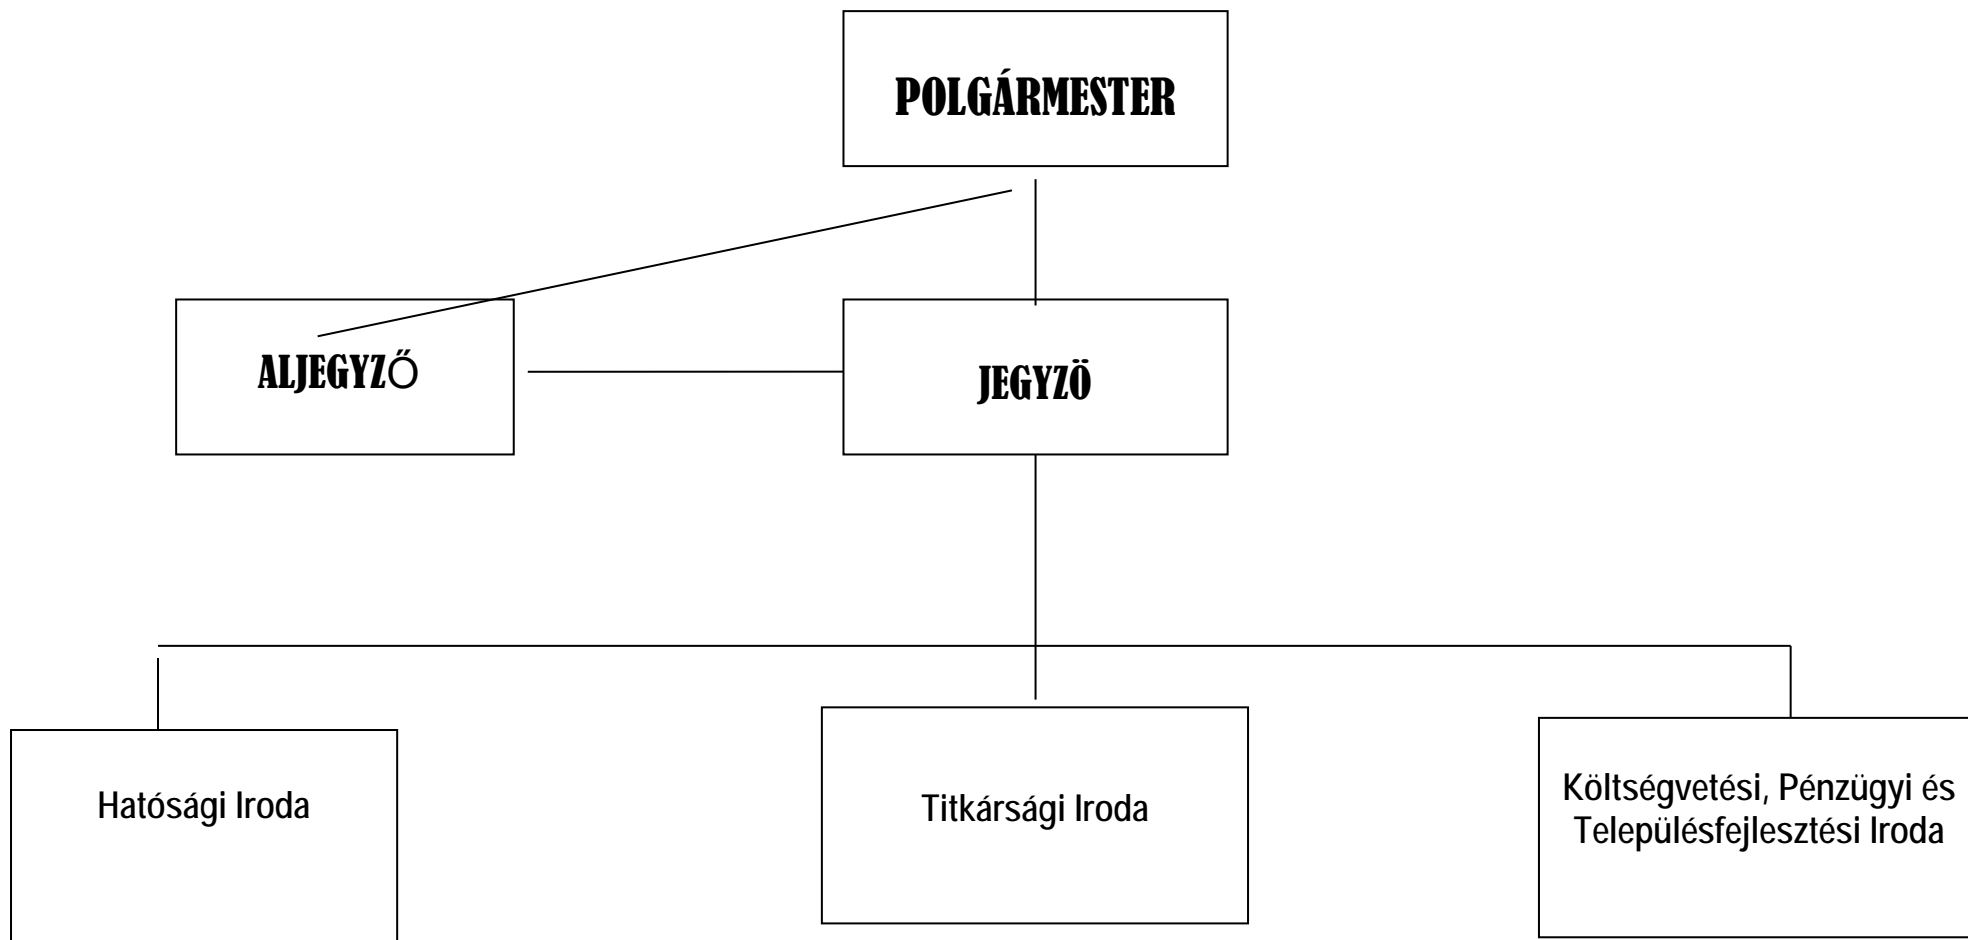 POLGÁRMESTER
ALJEGYZŐ
JEGYZÖ
Hatósági Iroda
Titkársági Iroda
Költségvetési, Pénzügyi és
Településfejlesztési Iroda